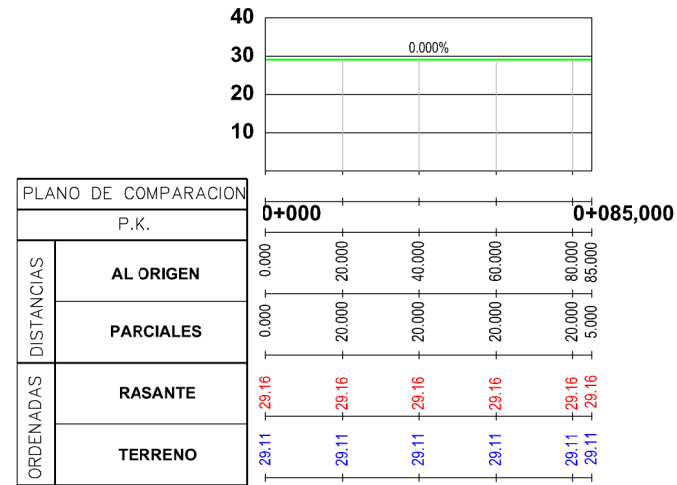 40
30
20
10
0.000%
PLANO DE COMPARACION
P.K.
0+000 0+085,000
DISTANCIAS
AL ORIGEN
0.000 20.000 40.000 60.000 80.000 85.000
PARCIALES
0.000 20.000 20.000 20.000 20.000 5.000
ORDENADAS
RASANTE
29.16 29.16 29.16 29.16 29.16 29.16
TERRENO
29.11 29.11 29.11 29.11 29.11 29.11